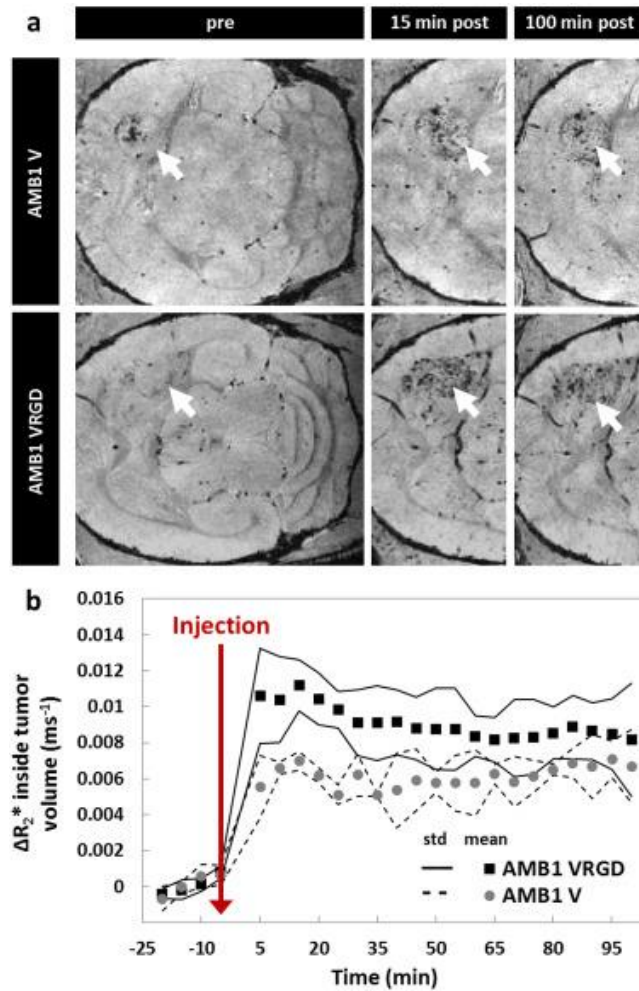 a
pre
15 min post
100 min post
AMB1 V
AMB1 VRGD
b
0.016
0.014
0.012
0.01
0.008
0.006
0.004
0.002
0
ΔR₂* inside tumor
volume (ms⁻¹)
Injection
std mean
AMB1 VRGD
AMB1 V
-25 -10 5 20 35 50 65 80 95
Time (min)